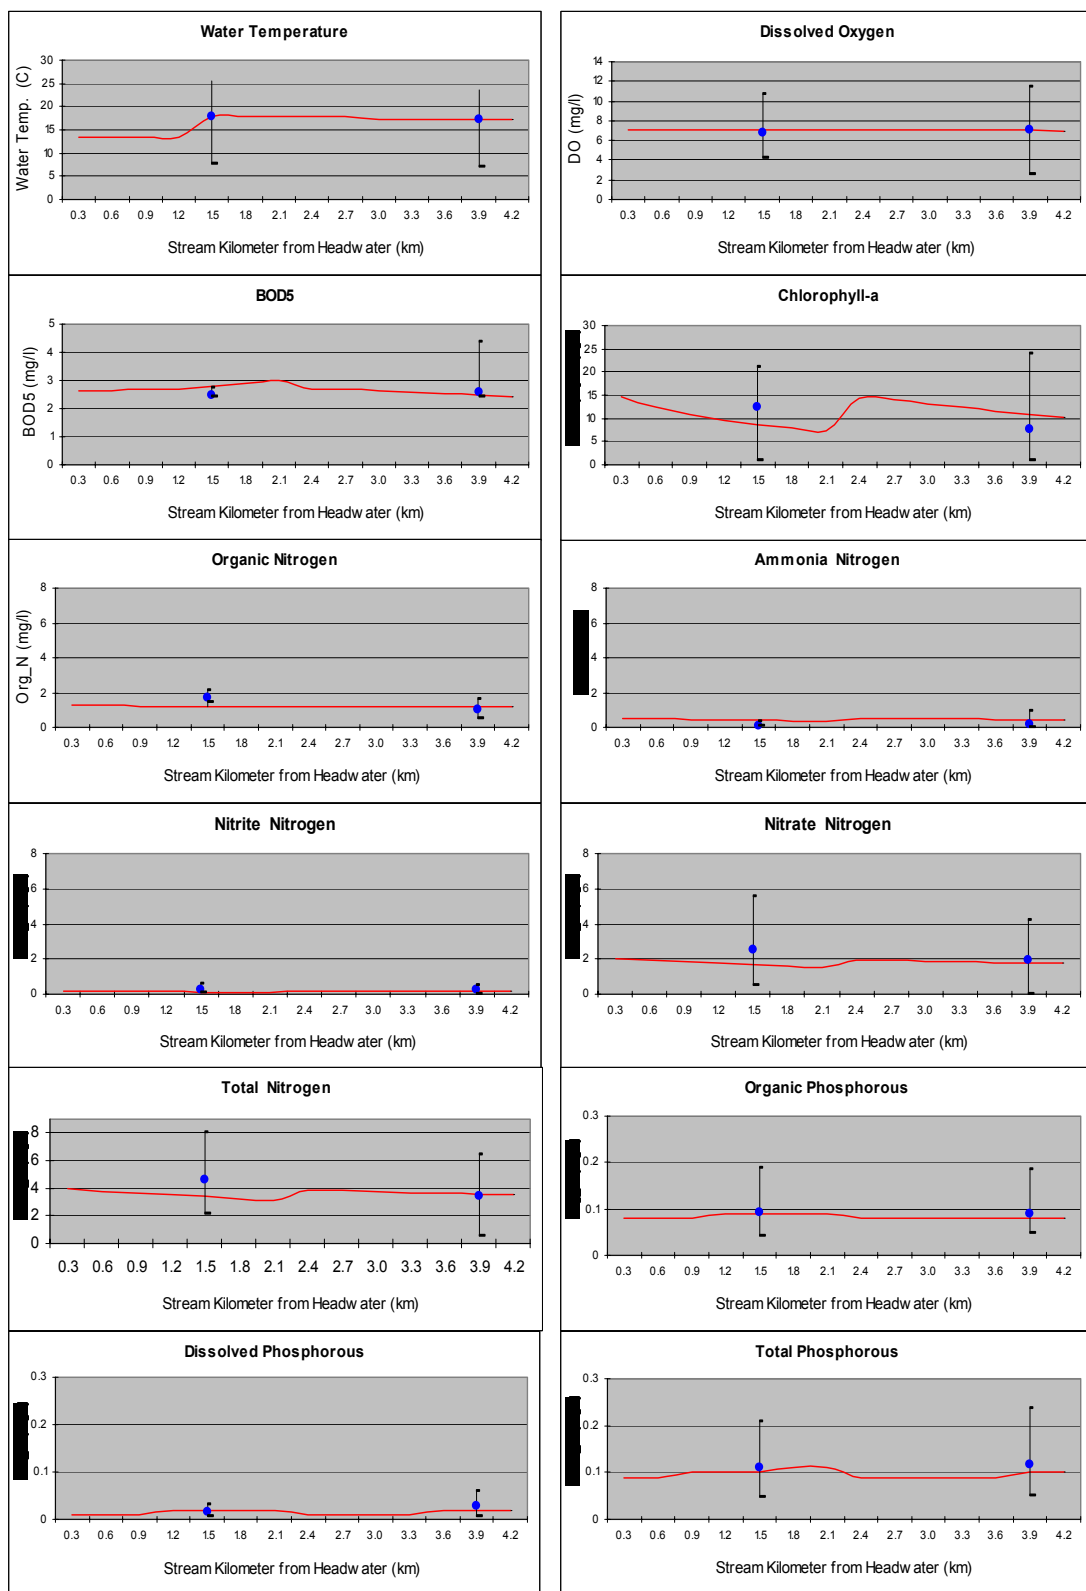 Water Temperature
Water Temp. (C)
30
25
20
15
10
5
0
0.3 0.6 0.9 1.2 1.5 1.8 2.1 2.4 2.7 3.0 3.3 3.6 3.9 4.2
Stream Kilometer from Headwater (km)
Dissolved Oxygen
DO (mg/l)
14
12
10
8
6
4
2
0
0.3 0.6 0.9 1.2 1.5 1.8 2.1 2.4 2.7 3.0 3.3 3.6 3.9 4.2
Stream Kilometer from Headwater (km)
BOD5
BOD5 (mg/l)
5
4
3
2
1
0
0.3 0.6 0.9 1.2 1.5 1.8 2.1 2.4 2.7 3.0 3.3 3.6 3.9 4.2
Stream Kilometer from Headwater (km)
Chlorophyll-a
30
25
20
15
10
5
0
0.3 0.6 0.9 1.2 1.5 1.8 2.1 2.4 2.7 3.0 3.3 3.6 3.9 4.2
Stream Kilometer from Headwater (km)
Organic Nitrogen
Org_N (mg/l)
8
6
4
2
0
0.3 0.6 0.9 1.2 1.5 1.8 2.1 2.4 2.7 3.0 3.3 3.6 3.9 4.2
Stream Kilometer from Headwater (km)
Ammonia Nitrogen
8
6
4
2
0
0.3 0.6 0.9 1.2 1.5 1.8 2.1 2.4 2.7 3.0 3.3 3.6 3.9 4.2
Stream Kilometer from Headwater (km)
Nitrite Nitrogen
8
6
4
2
0
0.3 0.6 0.9 1.2 1.5 1.8 2.1 2.4 2.7 3.0 3.3 3.6 3.9 4.2
Stream Kilometer from Headwater (km)
Nitrate Nitrogen
8
6
4
2
0
0.3 0.6 0.9 1.2 1.5 1.8 2.1 2.4 2.7 3.0 3.3 3.6 3.9 4.2
Stream Kilometer from Headwater (km)
Total Nitrogen
8
6
4
2
0
0.3 0.6 0.9 1.2 1.5 1.8 2.1 2.4 2.7 3.0 3.3 3.6 3.9 4.2
Stream Kilometer from Headwater (km)
Organic Phosphorous
0.3
0.2
0.1
0
0.3 0.6 0.9 1.2 1.5 1.8 2.1 2.4 2.7 3.0 3.3 3.6 3.9 4.2
Stream Kilometer from Headwater (km)
Dissolved Phosphorous
0.3
0.2
0.1
0
0.3 0.6 0.9 1.2 1.5 1.8 2.1 2.4 2.7 3.0 3.3 3.6 3.9 4.2
Stream Kilometer from Headwater (km)
Total Phosphorous
0.3
0.2
0.1
0
0.3 0.6 0.9 1.2 1.5 1.8 2.1 2.4 2.7 3.0 3.3 3.6 3.9 4.2
Stream Kilometer from Headwater (km)